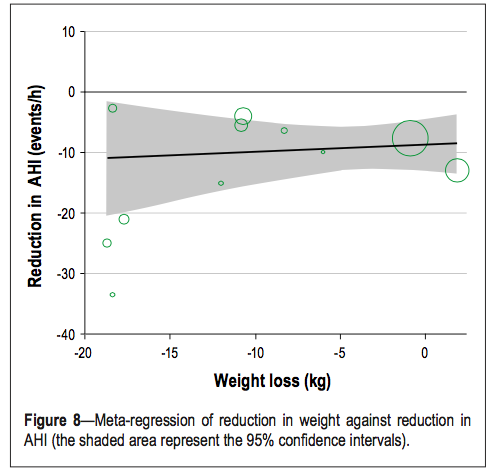 10
0
-10
-20
-30
-40
-20
-15
-10
-5
0
Reduction in AHI (events/h)
Weight loss (kg)
Figure 8—Meta-regression of reduction in weight against reduction in
AHI (the shaded area represent the 95% confidence intervals).